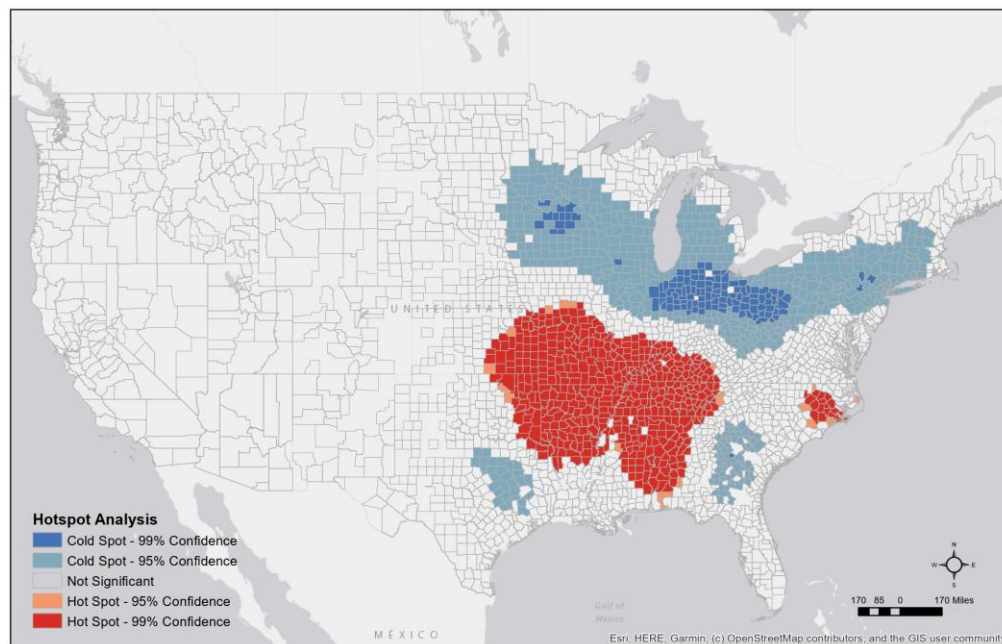 UNITED STATES
Hotspot Analysis
Cold Spot - 99% Confidence
Cold Spot - 95% Confidence
Not Significant
Hot Spot - 95% Confidence
Hot Spot - 99% Confidence
MÉXICO
Gulf of
Mexico
N
W E
S
170 85 0 170 Miles
Esri, HERE, Garmin, (c) OpenStreetMap contributors, and the GIS user community